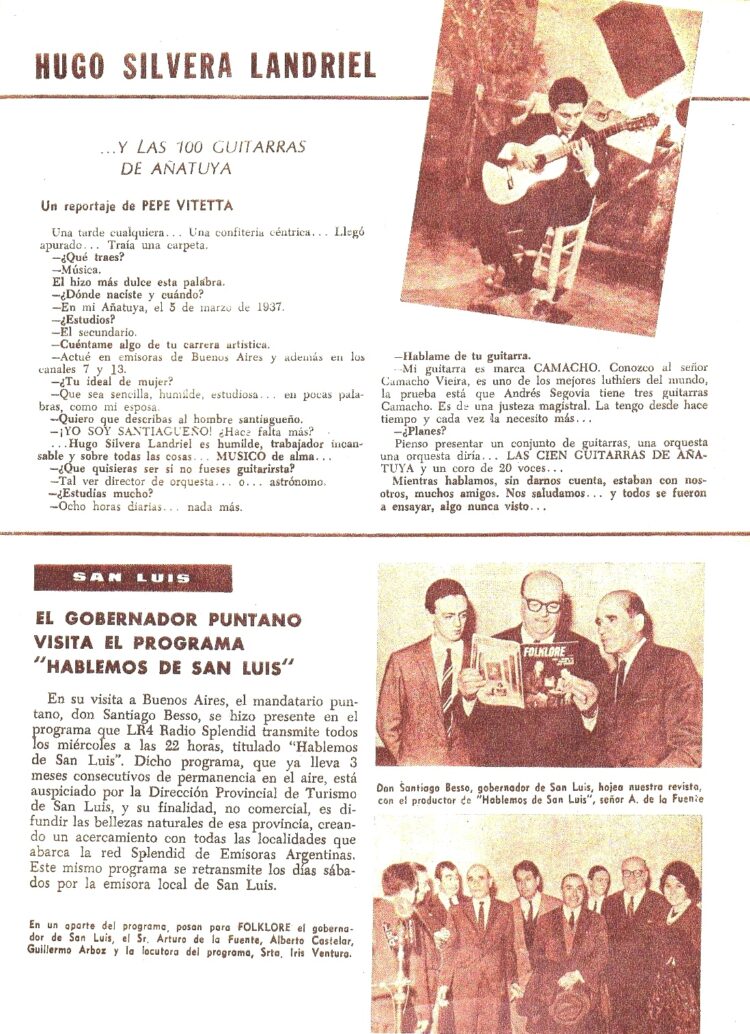 HUGO SILVERA LANDRIEL
...Y LAS 100 GUITARRAS
DE AÑATUYA
Un reportaje de PEPE VITETTA
Una tarde cualquiera... Una confitería céntrica... Llegó
apurado... Traía una carpeta.
—¿Qué traes?
—Música.
El hizo más dulce esta palabra.
—¿Dónde naciste y cuándo?
—En mi Añatuya, el 5 de marzo de 1937.
—¿Estudios?
—El secundario.
—Cuéntame algo de tu carrera artística.
—Actué en emisoras de Buenos Aires y además en los
canales 7 y 13.
—¿Tu ideal de mujer?
—Que sea sencilla, humilde, estudiosa... en pocas pala-
bras, como mi esposa.
—Quiero que describas al hombre santiagueño.
—¡YO SOY SANTIAGUEÑO! ¿Hace falta más?
...Hugo Silvera Landriel es humilde, trabajador incan-
sable y sobre todas las cosas... MUSICO de alma...
—¿Que quisieras ser si no fueses guitarrista?
—Tal ver director de orquesta... o... astrónomo.
—¿Estudías mucho?
—Ocho horas diarias... nada más.
—Hablame de tu guitarra.
—Mi guitarra es marca CAMACHO. Conozco al señor
Camacho Vieira, es uno de los mejores luthiers del mundo,
la prueba está que Andrés Segovia tiene tres guitarras
Camacho. Es de una justeza magistral. La tengo desde hace
tiempo y cada vez la necesito más...
—¿Planes?
Pienso presentar un conjunto de guitarras, una orquesta
una orquesta diría... LAS CIEN GUITARRAS DE AÑA-
TUYA y un coro de 20 voces...
Mientras hablamos, sin darnos cuenta, estaban con nos-
otros, muchos amigos. Nos saludamos... y todos se fueron
a ensayar, algo nunca visto...
SAN LUIS
EL GOBERNADOR PUNTANO
VISITA EL PROGRAMA
"HABLEMOS DE SAN LUIS"
En su visita a Buenos Aires, el mandatario pun-
tano, don Santiago Besso, se hizo presente en el
programa que LR4 Radio Splendid transmite todos
los miércoles a las 22 horas, titulado "Hablemos
de San Luis". Dicho programa, que ya lleva 3
meses consecutivos de permanencia en el aire, está
auspiciado por la Dirección Provincial de Turismo
de San Luis, y su finalidad, no comercial, es di-
fundir las bellezas naturales de esa provincia, crean-
do un acercamiento con todas las localidades que
abarca la red Splendid de Emisoras Argentinas.
Este mismo programa se retransmite los días sába-
dos por la emisora local de San Luis.
En un aparte del programa, posan para FOLKLORE el goberna-
dor de San Luis, el Sr. Arturo de la Fuente, Alberto Castelar,
Guillermo Arboz y la locutora del programa, Srta. Iris Ventura.
FOLKLORE
Don Santiago Besso, gobernador de San Luis, hojea nuestra revista,
con el productor de "Hablemos de San Luis", señor A. de la Fuente